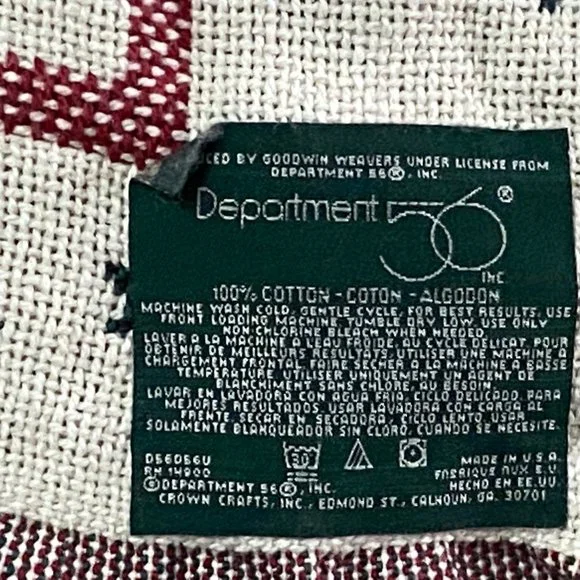 CED BY GOODWIN WEAVERS UNDER LICENSE FROM
DEPARTMENT 56®, INC.
Department 56®
INC
100% COTTON - COTON - ALGODON
MACHINE WASH COLD, GENTLE CYCLE, FOR BEST RESULTS, USE
FRONT LOADING MACHINE, TUMBLE DRY LOW, USE ONLY
NON-CHLORINE BLEACH WHEN NEEDED.
LAVER A LA MACHINE A L'EAU FROIDE, AU CYCLE DELICAT. POUR
OBTENIR DE MEILLEURS RESULTATS, UTILISER UNE MACHINE A
CHARGEMENT FRONTAL. FAIRE SECHER A LA MACHINE A BASSE
TEMPERATURE. UTILISER UNIQUEMENT UN AGENT DE
BLANCHIMENT SANS CHLORE, AU BESOIN.
LAVAR EN LAVADORA CON AGUA FRIA, CICLO DELICADO. PARA
MEJORES RESULTADOS, USAR LAVADORA CON CARGA AL
FRENTE. SECAR EN SECADORA, CICLO LENTO. USAR
SOLAMENTE BLANQUEADOR SIN CLORO, CUANDO SE NECESITE.
D56056U
RN 14900
©DEPARTMENT 56®, INC.
CROWN CRAFTS, INC., EDMOND ST., CALHOUN, GA. 30701
MADE IN U.S.A.
FABRIQUE AUX E.U.
HECHO EN EE.UU.